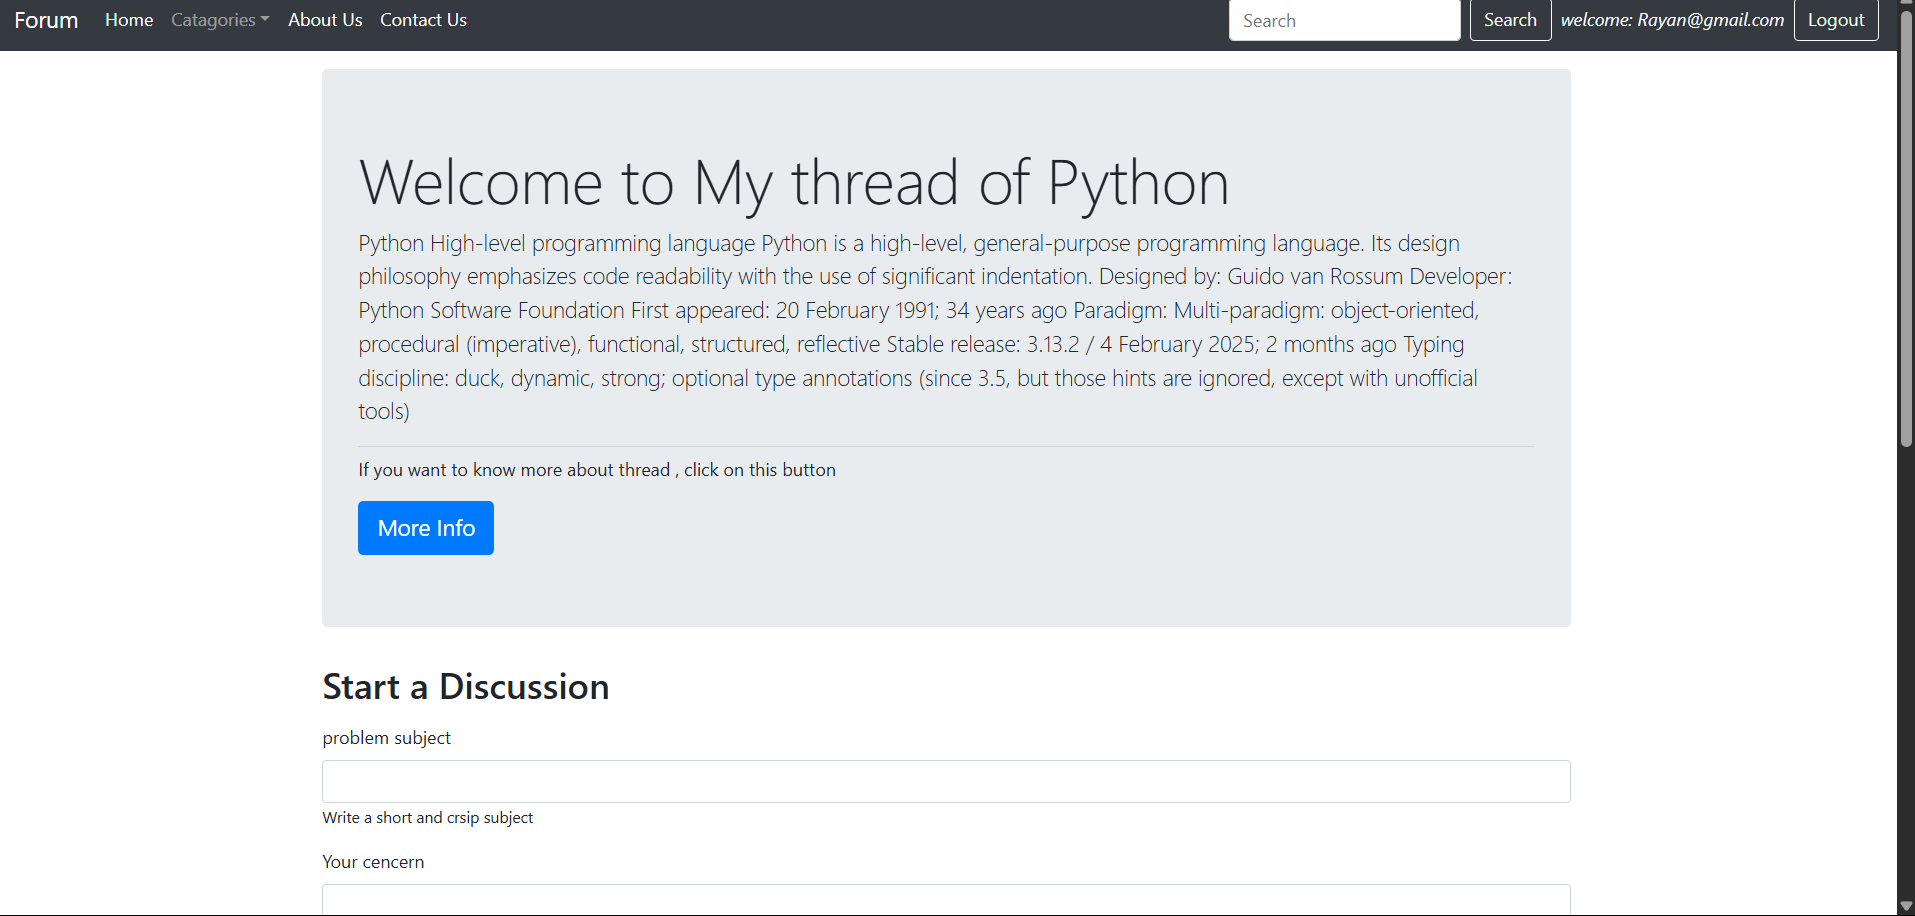 Forum Home Catagories About Us Contact Us Search Search welcome: Rayan@gmail.com Logout
Welcome to My thread of Python
Python High-level programming language Python is a high-level, general-purpose programming language. Its design
philosophy emphasizes code readability with the use of significant indentation. Designed by: Guido van Rossum Developer:
Python Software Foundation First appeared: 20 February 1991; 34 years ago Paradigm: Multi-paradigm: object-oriented,
procedural (imperative), functional, structured, reflective Stable release: 3.13.2 / 4 February 2025; 2 months ago Typing
discipline: duck, dynamic, strong; optional type annotations (since 3.5, but those hints are ignored, except with unofficial
tools)
If you want to know more about thread , click on this button
More Info
Start a Discussion
problem subject
Write a short and crsip subject
Your cencern